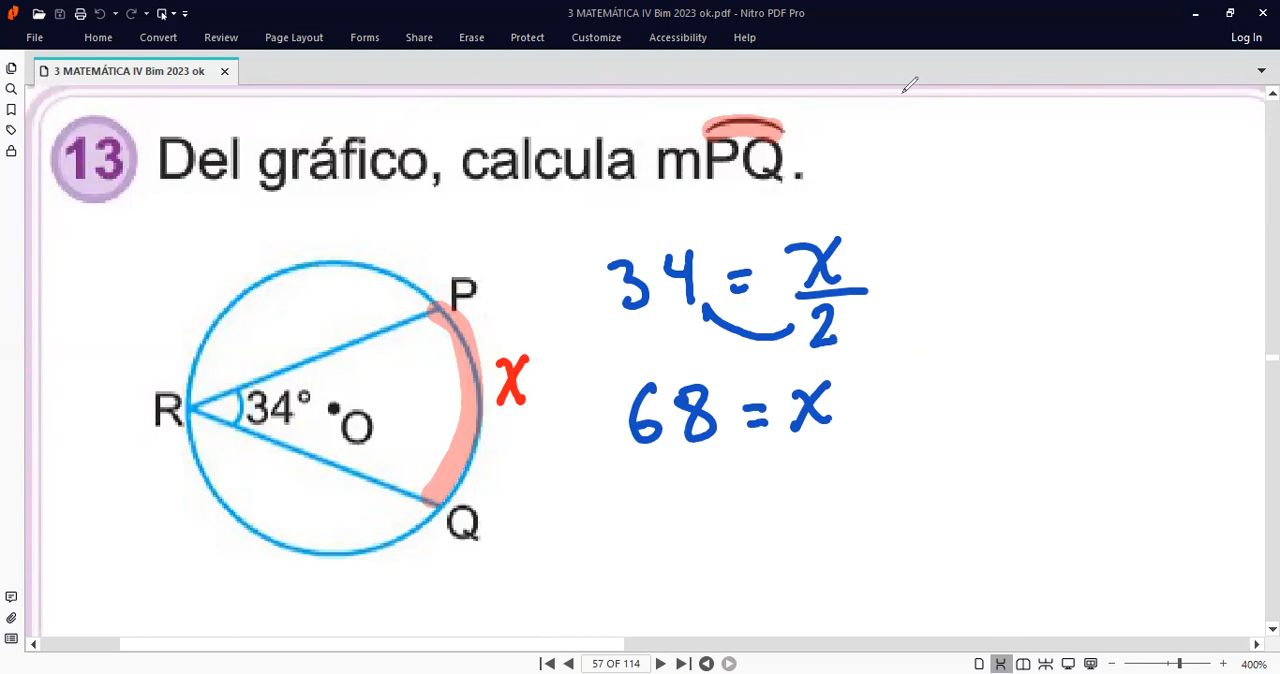 3 MATEMÁTICA IV Bim 2023 ok.pdf - Nitro PDF Pro
File Home Convert Review Page Layout Forms Share Erase Protect Customize Accessibility Help Log In
3 MATEMÁTICA IV Bim 2023 ok
13 Del gráfico, calcula mPQ.
34 = x/2
P
x
R 34° O
68 = x
Q
57 OF 114
400%